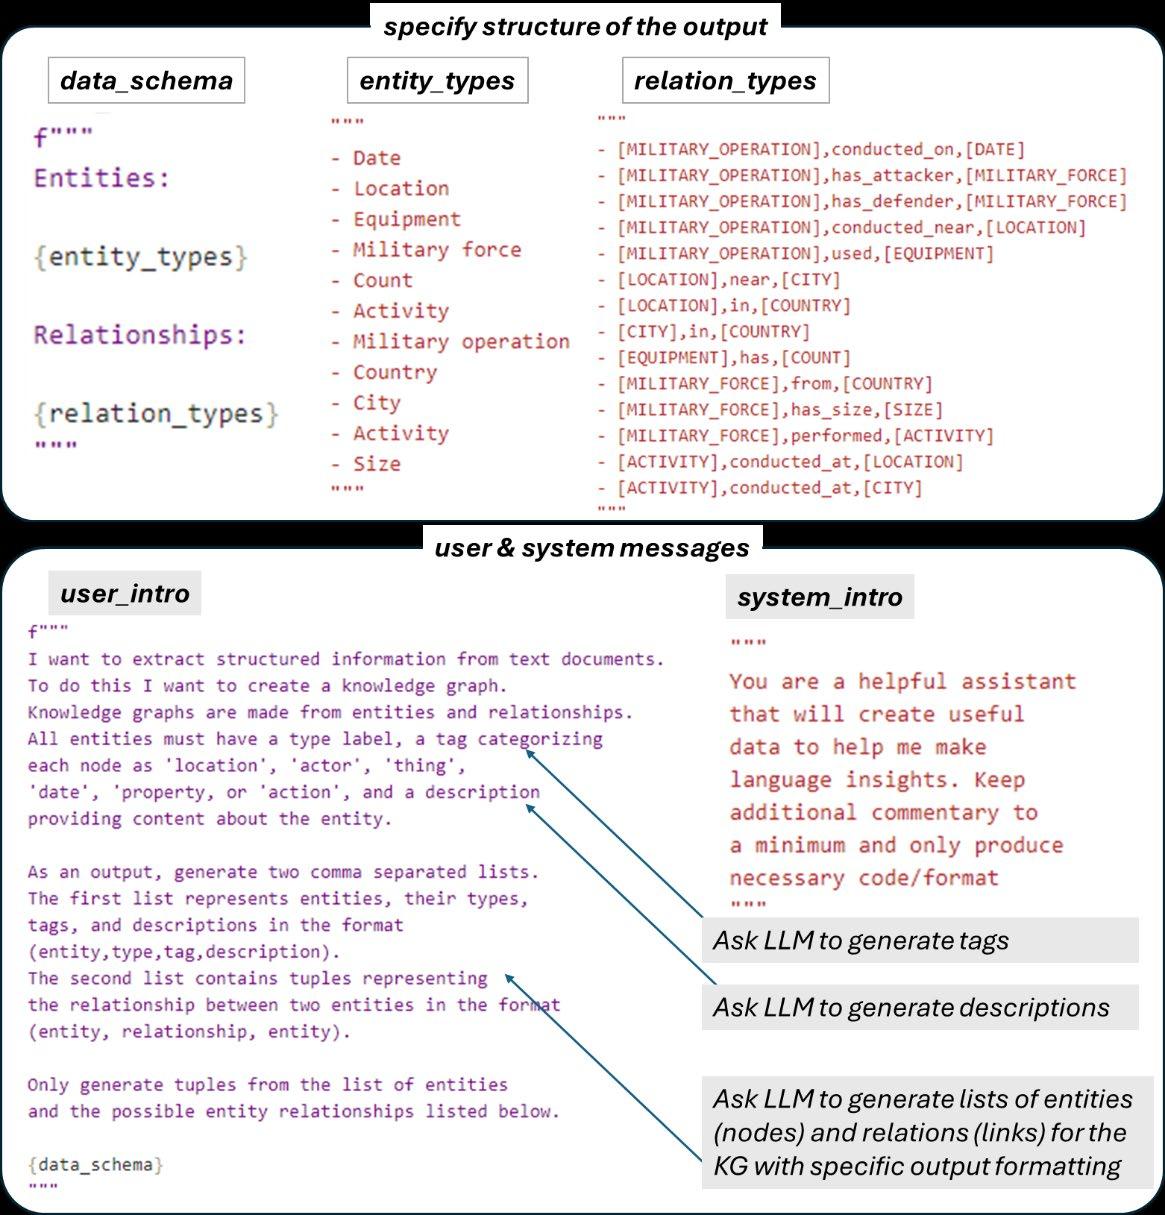 specify structure of the output
data_schema
f"""
Entities:
{entity_types}
Relationships:
{relation_types}
"""
entity_types
"""
- Date
- Location
- Equipment
- Military force
- Count
- Activity
- Military operation
- Country
- City
- Activity
- Size
"""
relation_types
"""
- [MILITARY_OPERATION],conducted_on,[DATE]
- [MILITARY_OPERATION],has_attacker,[MILITARY_FORCE]
- [MILITARY_OPERATION],has_defender,[MILITARY_FORCE]
- [MILITARY_OPERATION],conducted_near,[LOCATION]
- [MILITARY_OPERATION],used,[EQUIPMENT]
- [LOCATION],near,[CITY]
- [LOCATION],in,[COUNTRY]
- [CITY],in,[COUNTRY]
- [EQUIPMENT],has,[COUNT]
- [MILITARY_FORCE],from,[COUNTRY]
- [MILITARY_FORCE],has_size,[SIZE]
- [MILITARY_FORCE],performed,[ACTIVITY]
- [ACTIVITY],conducted_at,[LOCATION]
- [ACTIVITY],conducted_at,[CITY]
"""
user & system messages
user_intro
f"""
I want to extract structured information from text documents.
To do this I want to create a knowledge graph.
Knowledge graphs are made from entities and relationships.
All entities must have a type label, a tag categorizing
each node as 'location', 'actor', 'thing',
'date', 'property, or 'action', and a description
providing content about the entity.
As an output, generate two comma separated lists.
The first list represents entities, their types,
tags, and descriptions in the format
(entity,type,tag,description).
The second list contains tuples representing
the relationship between two entities in the format
(entity, relationship, entity).
Only generate tuples from the list of entities
and the possible entity relationships listed below.
{data_schema}
"""
system_intro
"""
You are a helpful assistant
that will create useful
data to help me make
language insights. Keep
additional commentary to
a minimum and only produce
necessary code/format
"""
Ask LLM to generate tags
Ask LLM to generate descriptions
Ask LLM to generate lists of entities
(nodes) and relations (links) for the
KG with specific output formatting